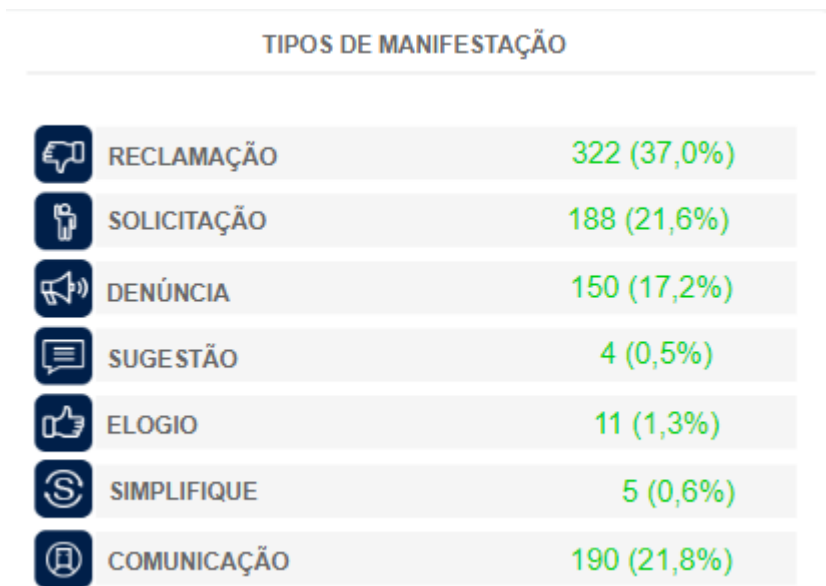 TIPOS DE MANIFESTAÇÃO
RECLAMAÇÃO 322 (37,0%)
SOLICITAÇÃO 188 (21,6%)
DENÚNCIA 150 (17,2%)
SUGESTÃO 4 (0,5%)
ELOGIO 11 (1,3%)
SIMPLIFIQUE 5 (0,6%)
COMUNICAÇÃO 190 (21,8%)